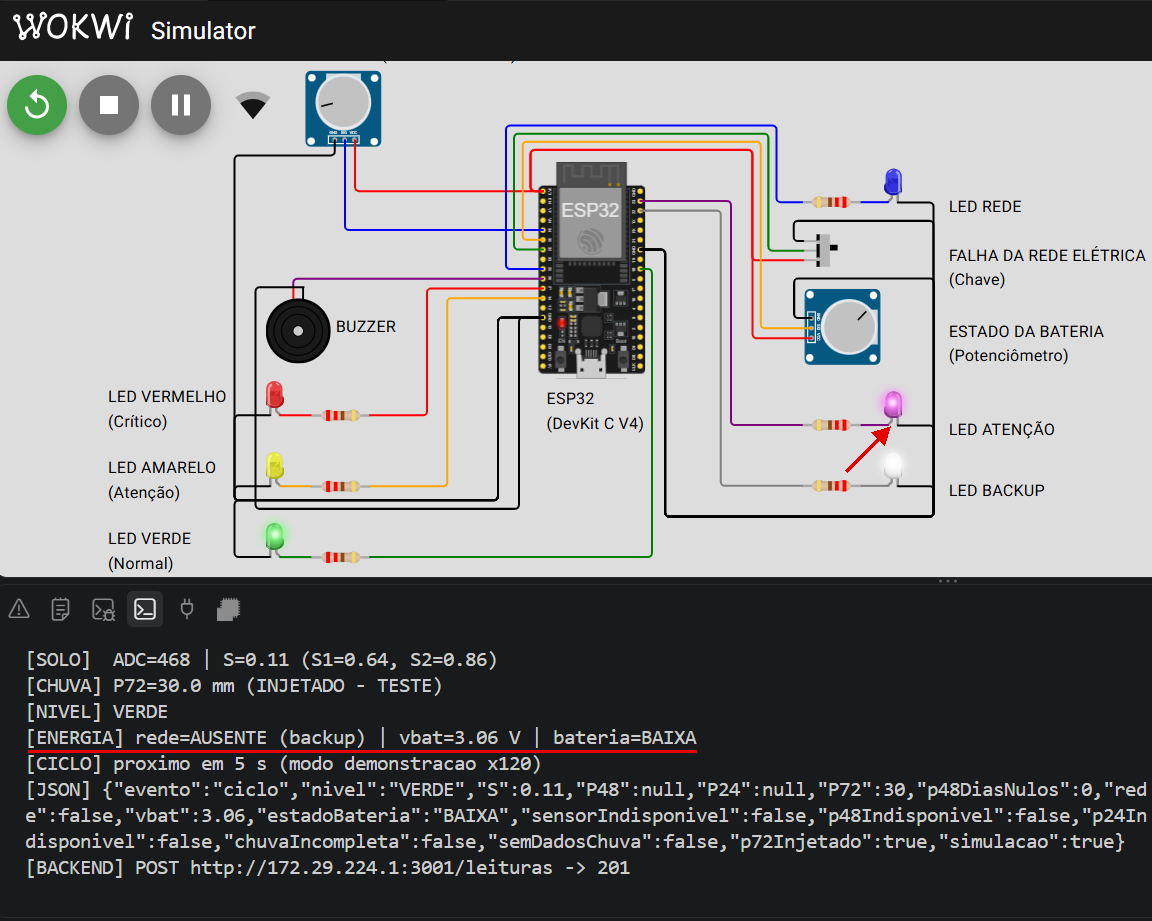 WOKWi Simulator
GND SIG VCC
ESP32
LED REDE
FALHA DA REDE ELÉTRICA
(Chave)
BUZZER
ESTADO DA BATERIA
(Potenciômetro)
LED VERMELHO
(Crítico)
ESP32
(DevKit C V4)
LED ATENÇÃO
LED AMARELO
(Atenção)
LED BACKUP
LED VERDE
(Normal)
[SOLO]  ADC=468 | S=0.11 (S1=0.64, S2=0.86)
[CHUVA] P72=30.0 mm (INJETADO - TESTE)
[NIVEL] VERDE
[ENERGIA] rede=AUSENTE (backup) | vbat=3.06 V | bateria=BAIXA
[CICLO] proximo em 5 s (modo demonstracao x120)
[JSON] {"evento":"ciclo","nivel":"VERDE","S":0.11,"P48":null,"P24":null,"P72":30,"p48DiasNulos":0,"red
e":false,"vbat":3.06,"estadoBateria":"BAIXA","sensorIndisponivel":false,"p48Indisponivel":false,"p24In
disponivel":false,"chuvaIncompleta":false,"semDadosChuva":false,"p72Injetado":true,"simulacao":true}
[BACKEND] POST http://172.29.224.1:3001/leituras -> 201